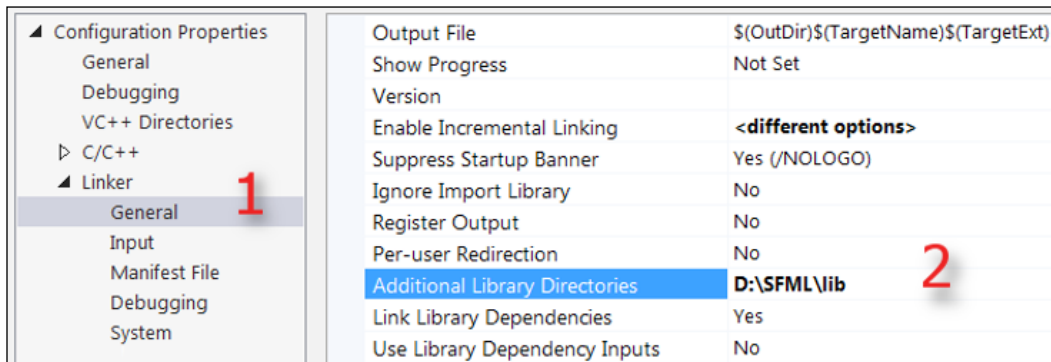 Configuration Properties
General
Debugging
VC++ Directories
C/C++
Linker
General
Input
Manifest File
Debugging
System
1
Output File $(OutDir)$(TargetName)$(TargetExt)
Show Progress Not Set
Version
Enable Incremental Linking <different options>
Suppress Startup Banner Yes (/NOLOGO)
Ignore Import Library No
Register Output No
Per-user Redirection No
Additional Library Directories D:\SFML\lib
2
Link Library Dependencies Yes
Use Library Dependency Inputs No